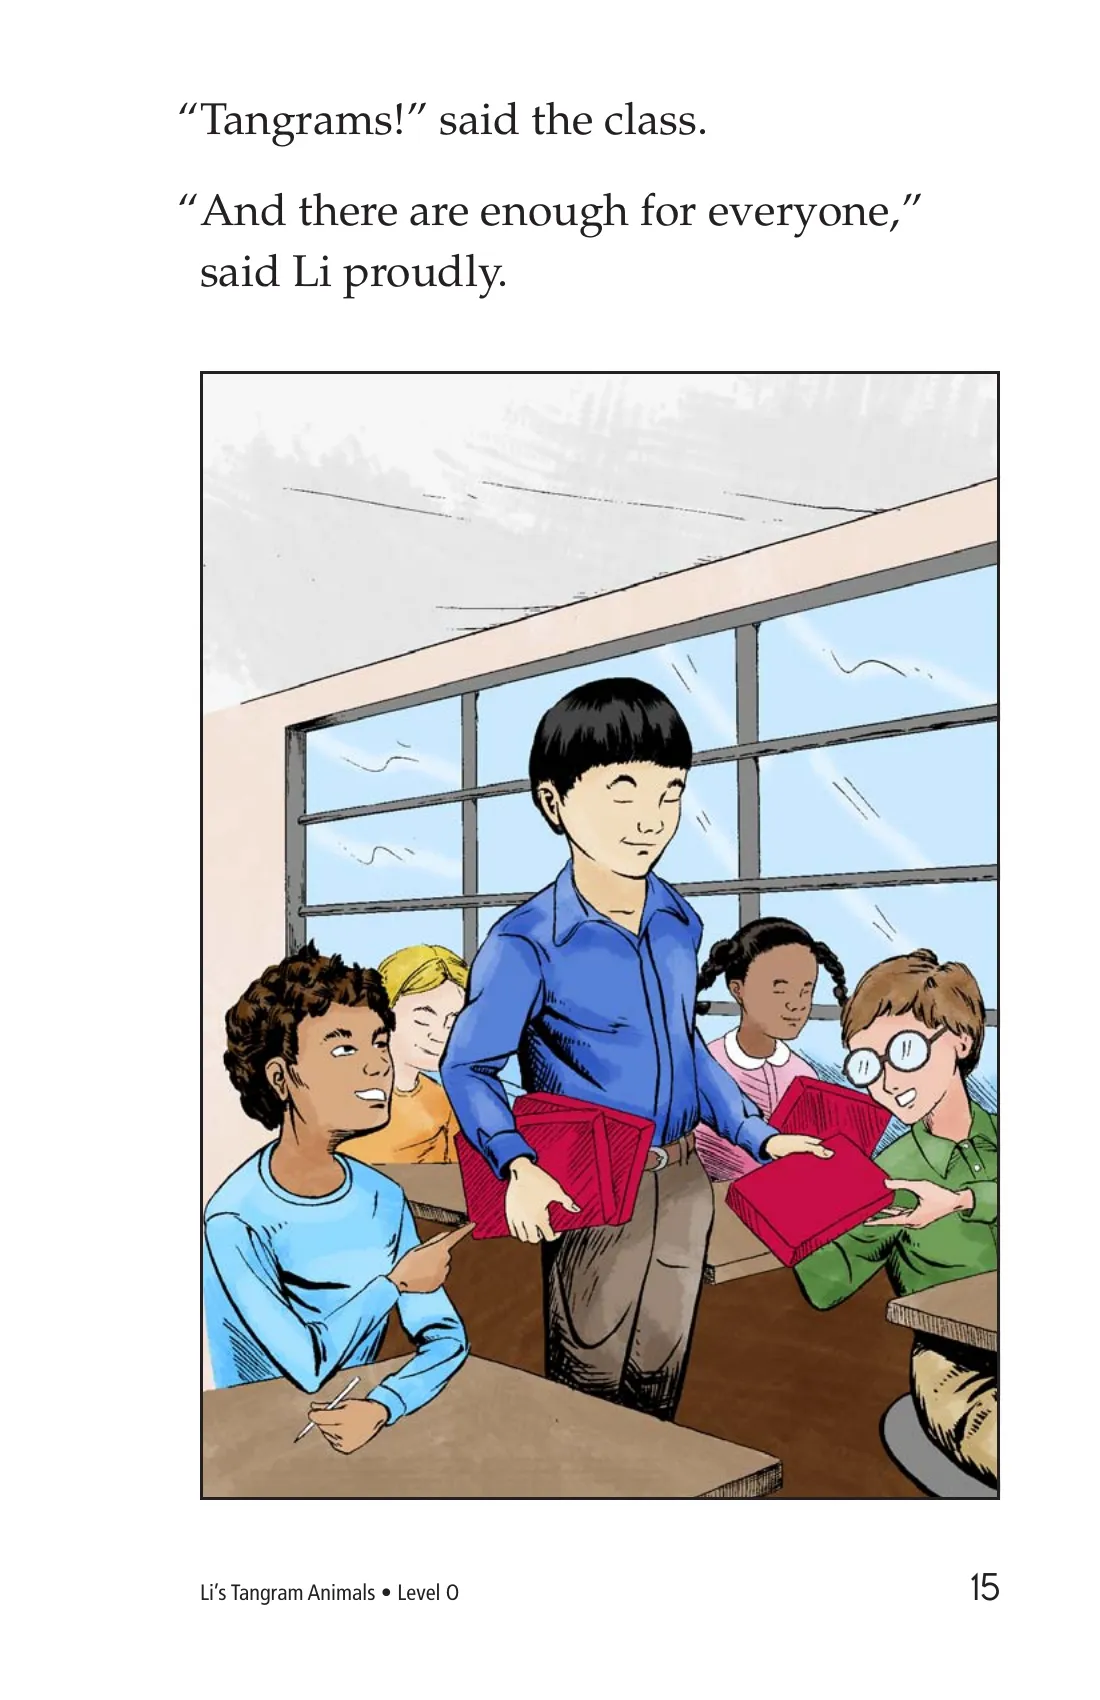 “Tangrams!” said the class.
“And there are enough for everyone,”
said Li proudly.
Li’s Tangram Animals • Level O
15